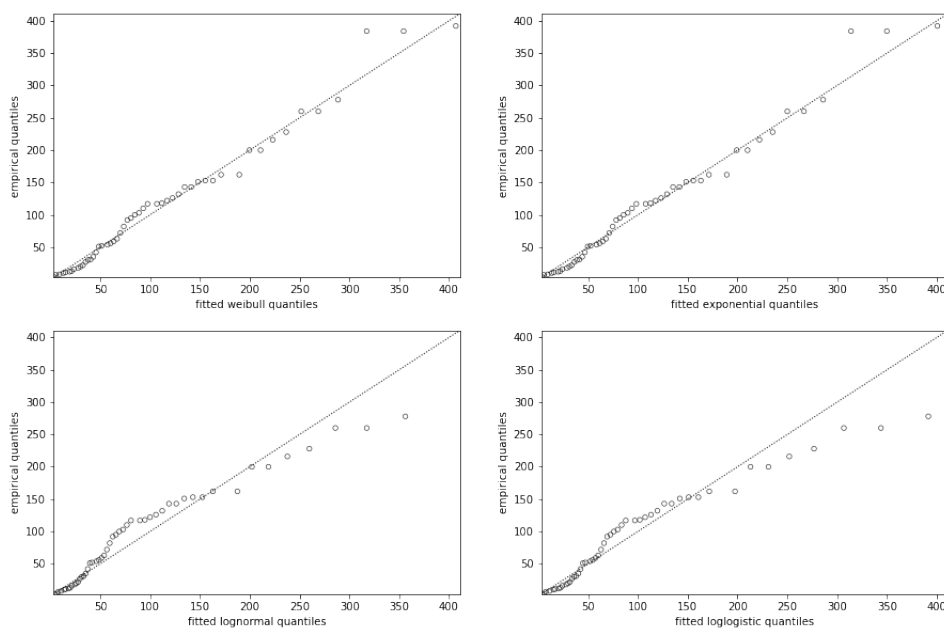 400
350
300
250
200
150
100
50
empirical quantiles
50 100 150 200 250 300 350 400
fitted weibull quantiles
400
350
300
250
200
150
100
50
empirical quantiles
50 100 150 200 250 300 350 400
fitted exponential quantiles
400
350
300
250
200
150
100
50
empirical quantiles
50 100 150 200 250 300 350 400
fitted lognormal quantiles
400
350
300
250
200
150
100
50
empirical quantiles
50 100 150 200 250 300 350 400
fitted loglogistic quantiles